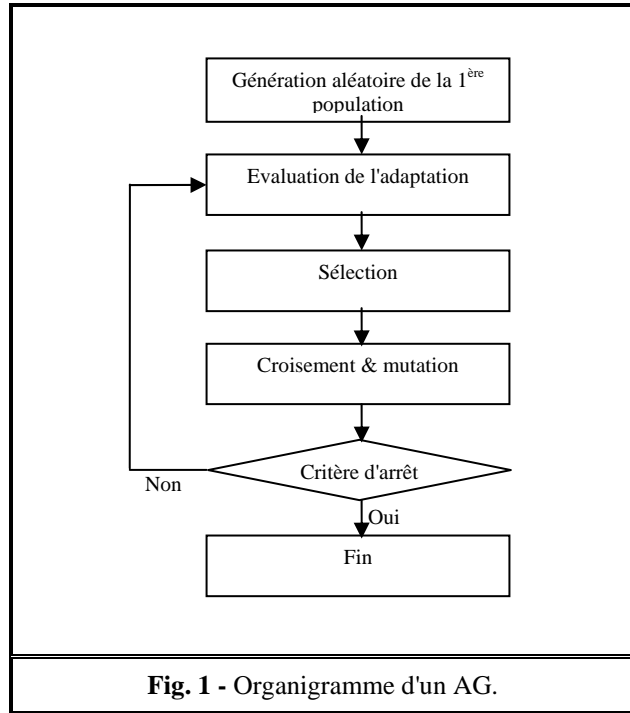 Génération aléatoire de la 1ère
population
Evaluation de l'adaptation
Sélection
Croisement & mutation
Critère d'arrêt
Non
Oui
Fin
Fig. 1 - Organigramme d'un AG.